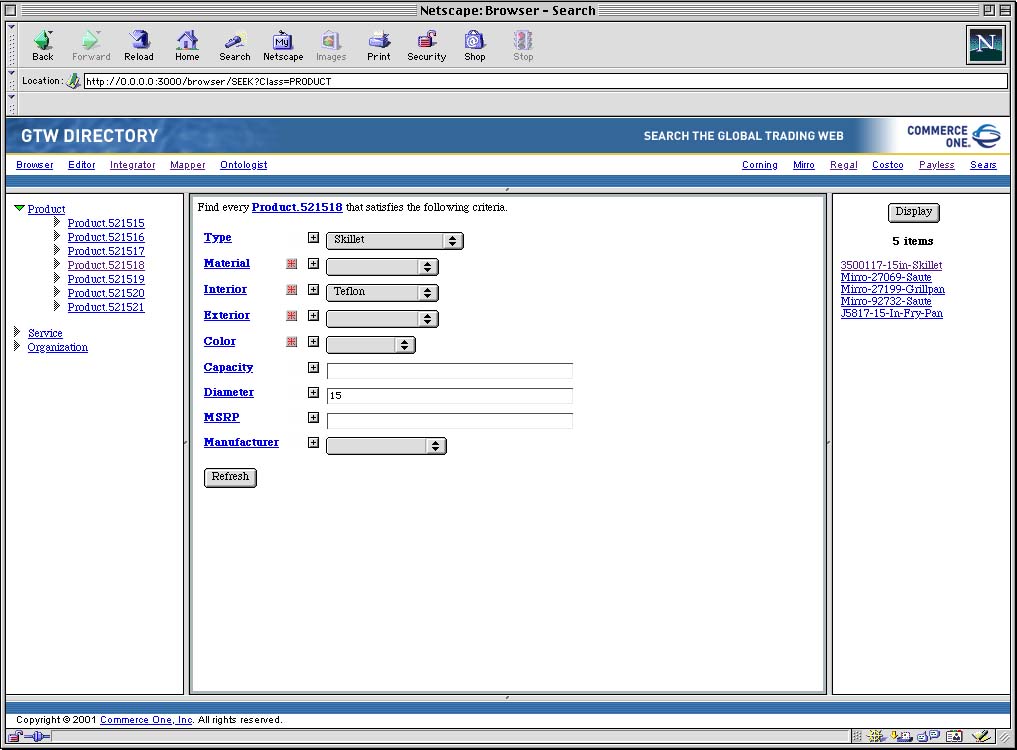 Netscape: Browser - Search
Back Forward Reload Home Search Netscape Images Print Security Shop Stop
My
N
Location: http://0.0.0.0:3000/browser/SEEK?Class=PRODUCT
GTW DIRECTORY SEARCH THE GLOBAL TRADING WEB COMMERCE ONE.
Browser Editor Integrator Mapper Ontologist Corning Mirro Regal Costco Payless Sears
Product
Product.521515
Product.521516
Product.521517
Product.521518
Product.521519
Product.521520
Product.521521
Service
Organization
Find every Product.521518 that satisfies the following criteria.
Type Skillet
Material
Interior Teflon
Exterior
Color
Capacity
Diameter 15
MSRP
Manufacturer
Refresh
Display
5 items
3500117-15in-Skillet
Mirro-27069-Saute
Mirro-27199-Grillpan
Mirro-92732-Saute
J5817-15-In-Fry-Pan
Copyright © 2001 Commerce One, Inc. All rights reserved.